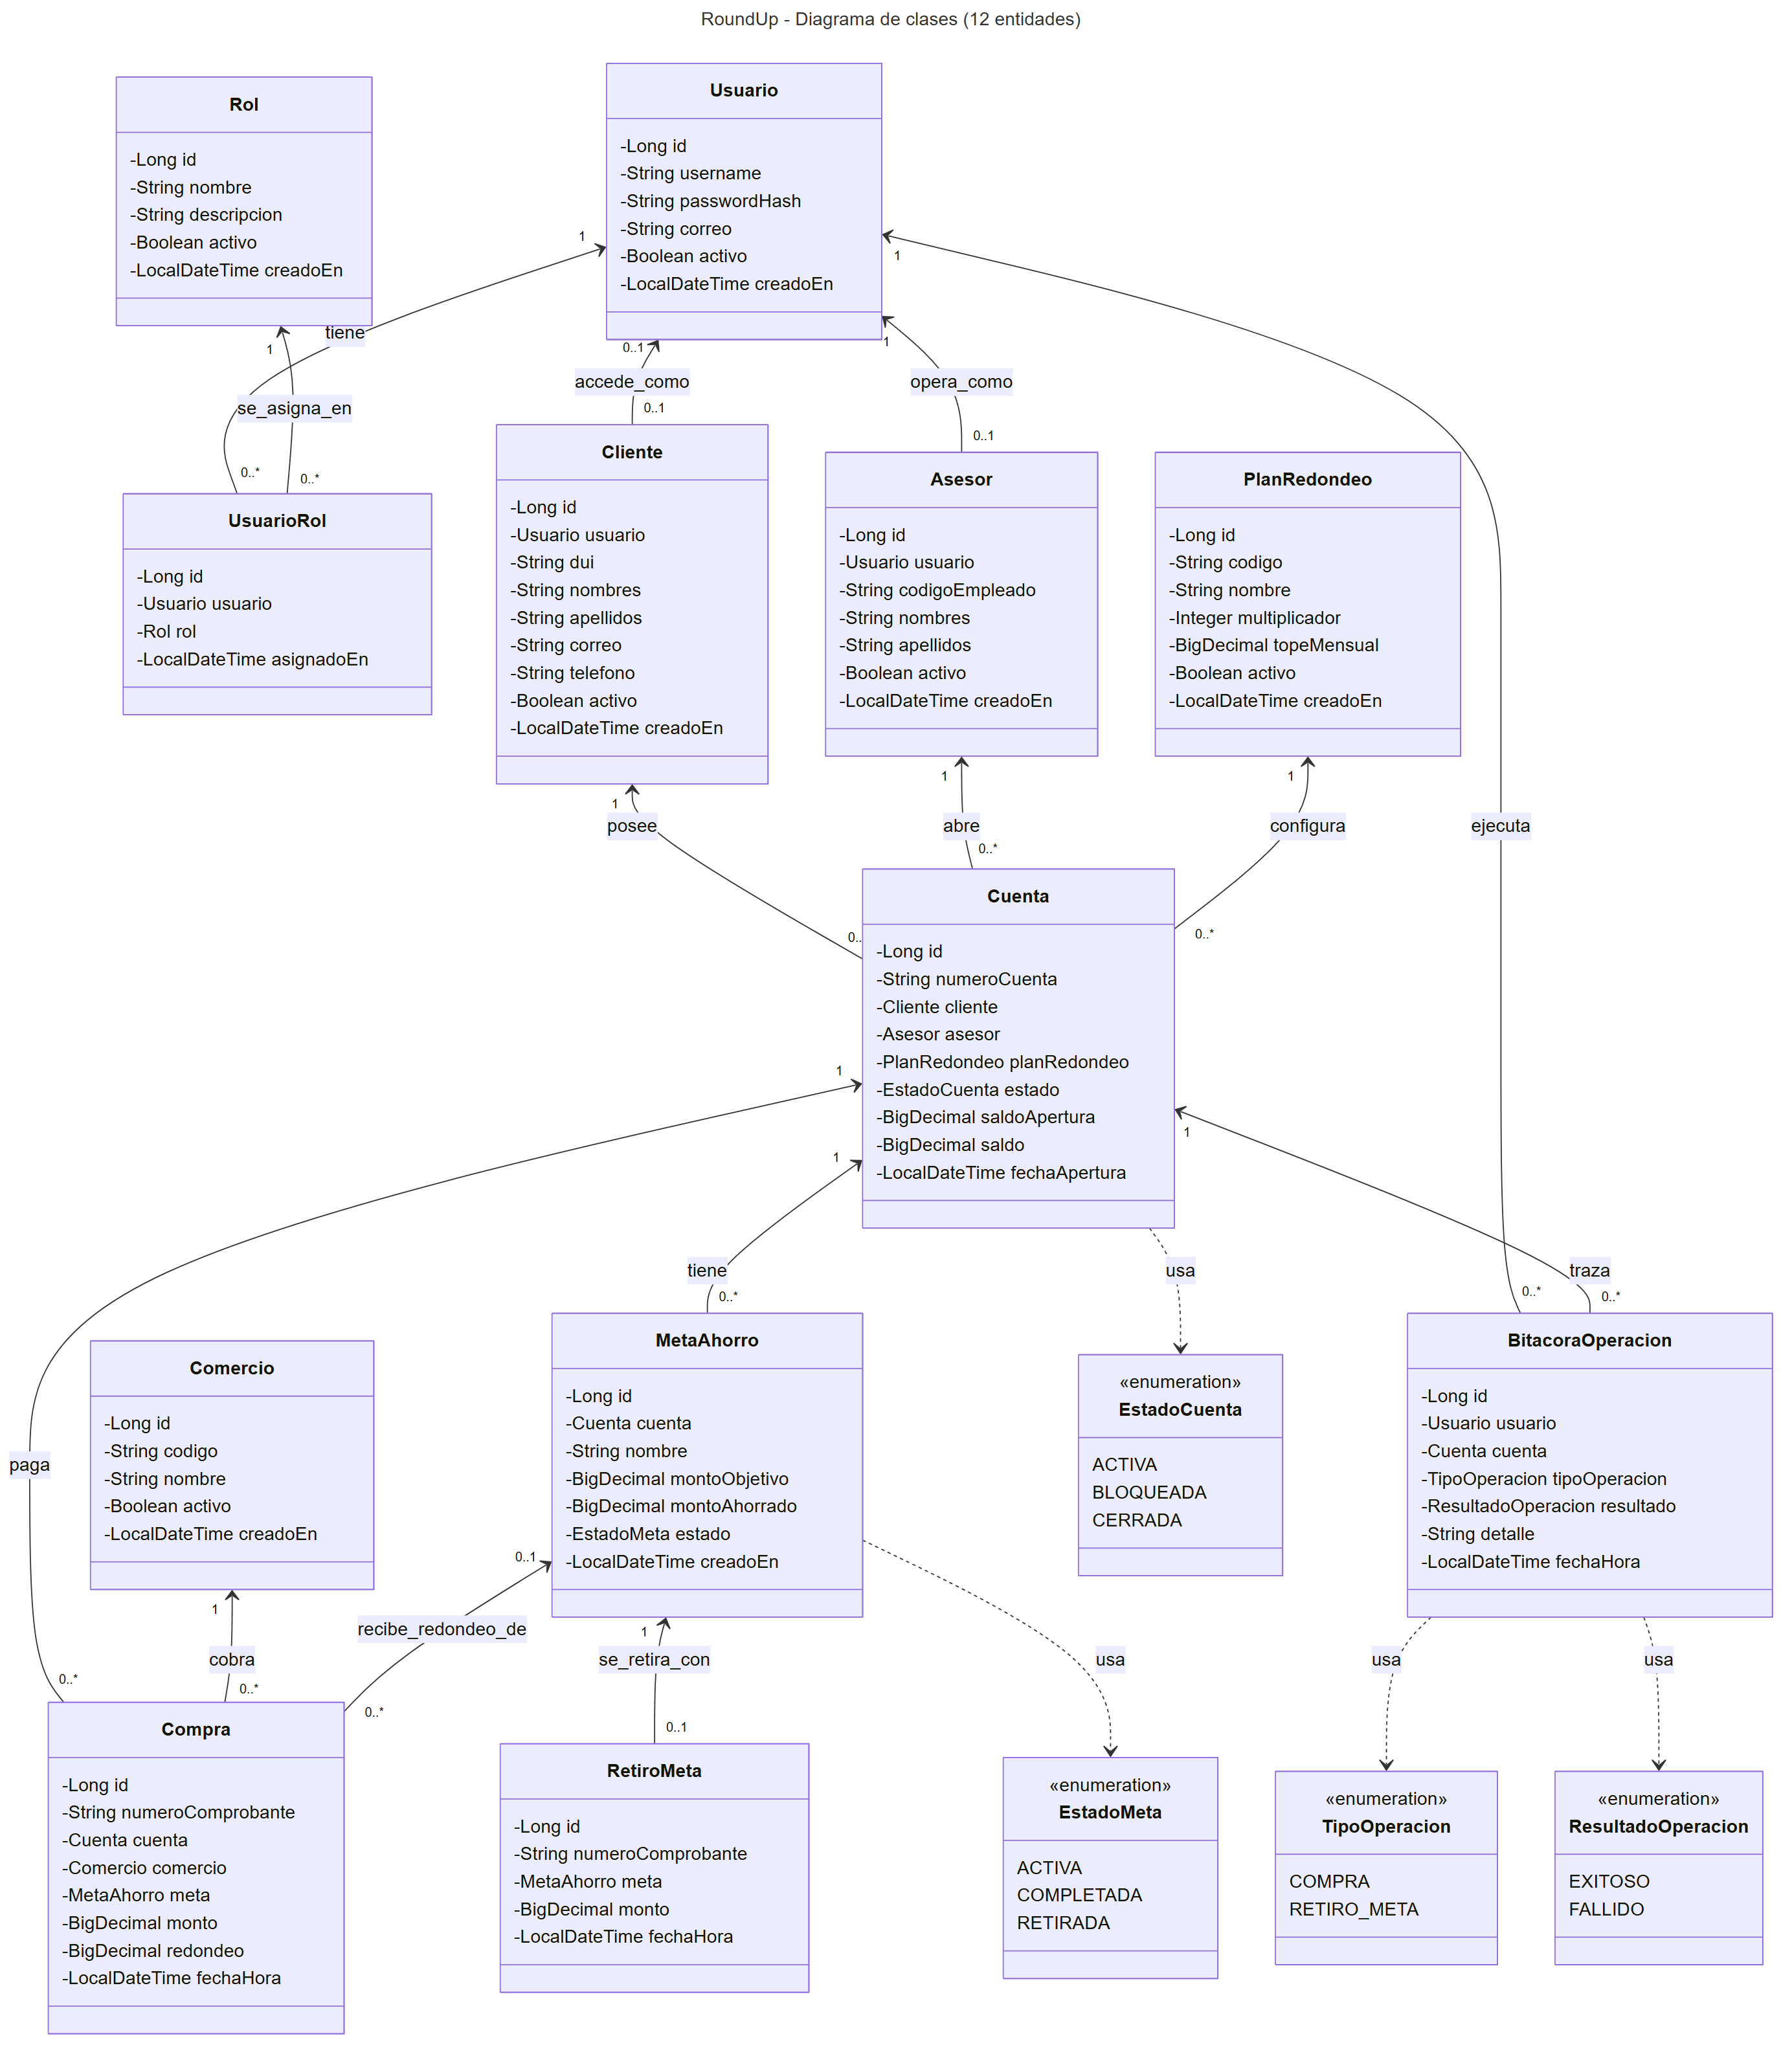 RoundUp - Diagrama de clases (12 entidades)
Rol
-Long id
-String nombre
-String descripcion
-Boolean activo
-LocalDateTime creadoEn
Usuario
-Long id
-String username
-String passwordHash
-String correo
-Boolean activo
-LocalDateTime creadoEn
1
1
1
tiene
1
0..1
accede_como
opera_como
se_asigna_en
0..1
0..1
0..*
0..*
UsuarioRol
-Long id
-Usuario usuario
-Rol rol
-LocalDateTime asignadoEn
Cliente
-Long id
-Usuario usuario
-String dui
-String nombres
-String apellidos
-String correo
-String telefono
-Boolean activo
-LocalDateTime creadoEn
Asesor
-Long id
-Usuario usuario
-String codigoEmpleado
-String nombres
-String apellidos
-Boolean activo
-LocalDateTime creadoEn
PlanRedondeo
-Long id
-String codigo
-String nombre
-Integer multiplicador
-BigDecimal topeMensual
-Boolean activo
-LocalDateTime creadoEn
1
1
1
posee
abre
configura
ejecuta
0..*
0..
0..*
Cuenta
-Long id
-String numeroCuenta
-Cliente cliente
-Asesor asesor
-PlanRedondeo planRedondeo
-EstadoCuenta estado
-BigDecimal saldoApertura
-BigDecimal saldo
-LocalDateTime fechaApertura
1
1
1
tiene
usa
traza
0..*
0..*
0..*
Comercio
-Long id
-String codigo
-String nombre
-Boolean activo
-LocalDateTime creadoEn
MetaAhorro
-Long id
-Cuenta cuenta
-String nombre
-BigDecimal montoObjetivo
-BigDecimal montoAhorrado
-EstadoMeta estado
-LocalDateTime creadoEn
«enumeration»
EstadoCuenta
ACTIVA
BLOQUEADA
CERRADA
BitacoraOperacion
-Long id
-Usuario usuario
-Cuenta cuenta
-TipoOperacion tipoOperacion
-ResultadoOperacion resultado
-String detalle
-LocalDateTime fechaHora
paga
0..1
1
recibe_redondeo_de
1
cobra
se_retira_con
usa
usa
usa
0..*
0..*
0..*
0..1
Compra
-Long id
-String numeroComprobante
-Cuenta cuenta
-Comercio comercio
-MetaAhorro meta
-BigDecimal monto
-BigDecimal redondeo
-LocalDateTime fechaHora
RetiroMeta
-Long id
-String numeroComprobante
-MetaAhorro meta
-BigDecimal monto
-LocalDateTime fechaHora
«enumeration»
EstadoMeta
ACTIVA
COMPLETADA
RETIRADA
«enumeration»
TipoOperacion
COMPRA
RETIRO_META
«enumeration»
ResultadoOperacion
EXITOSO
FALLIDO